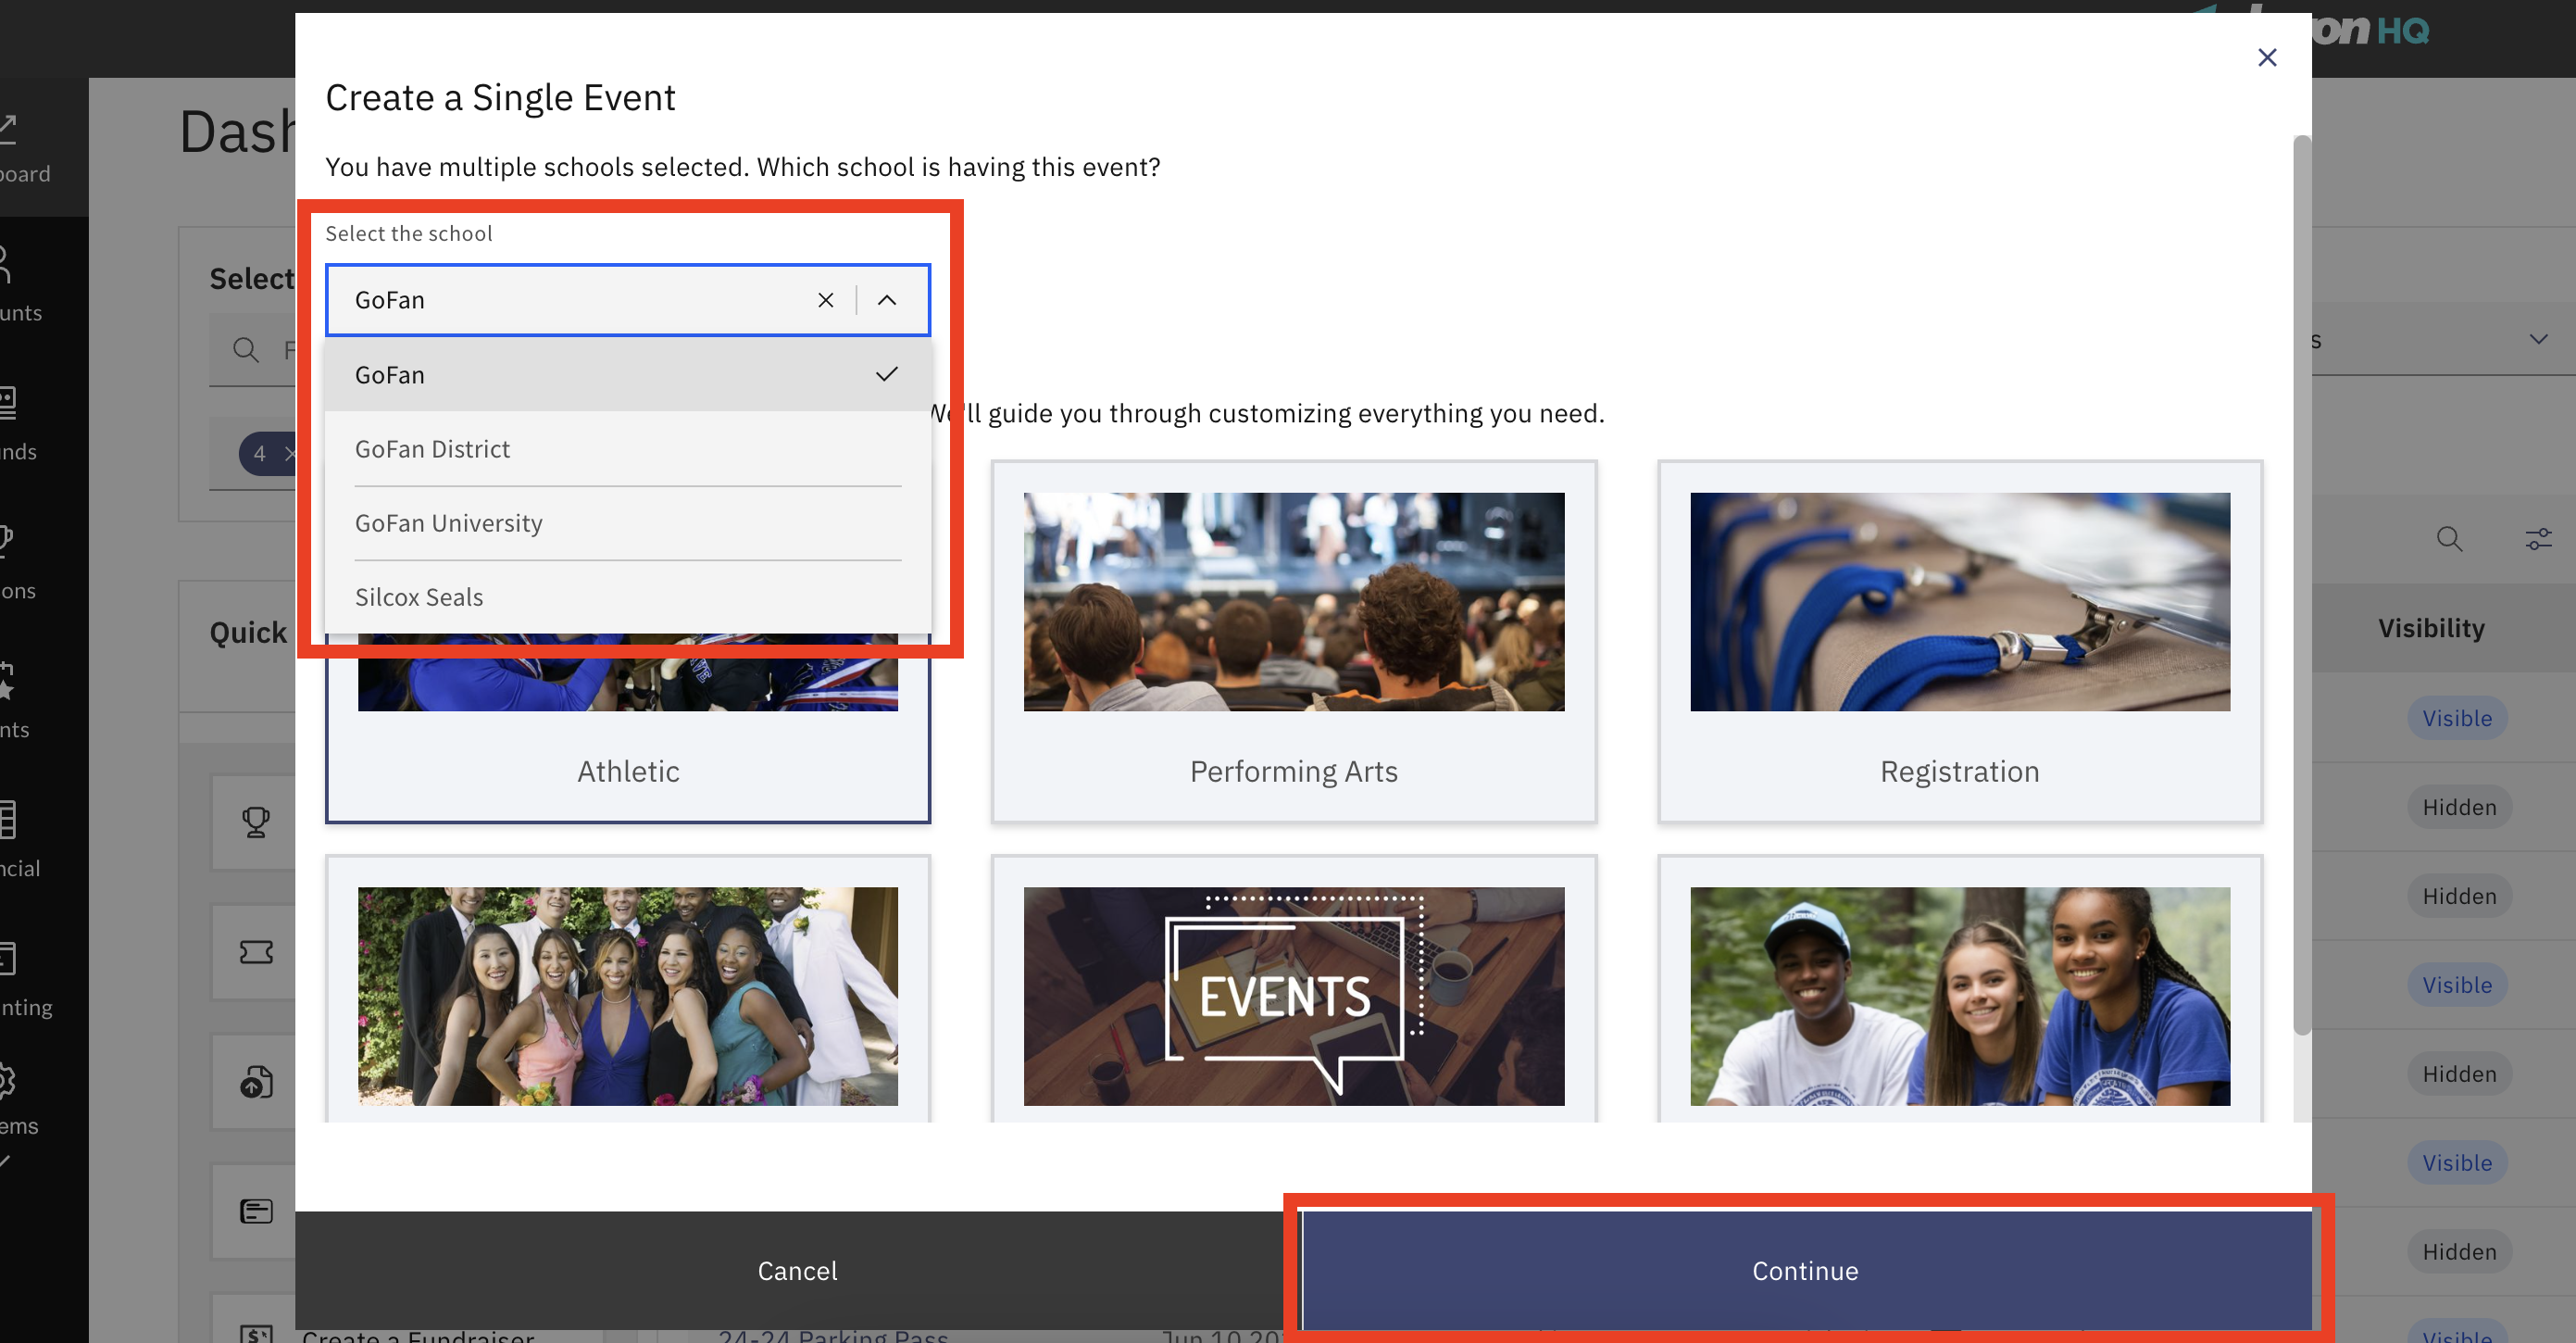 on HQ
Dash
Create a Single Event
You have multiple schools selected. Which school is having this event?
Select the school
GoFan
GoFan
GoFan District
GoFan University
Silcox Seals
We'll guide you through customizing everything you need.
Athletic
Performing Arts
Registration
EVENTS
Cancel
Continue
board
unts
nds
ons
nts
ncial
nting
ems
Select
F
4
Quick
s
Visibility
Visible
Hidden
Hidden
Visible
Hidden
Visible
Hidden
Visible
Create a Fundraiser
24-24 Parking Pass
Jun 10 20